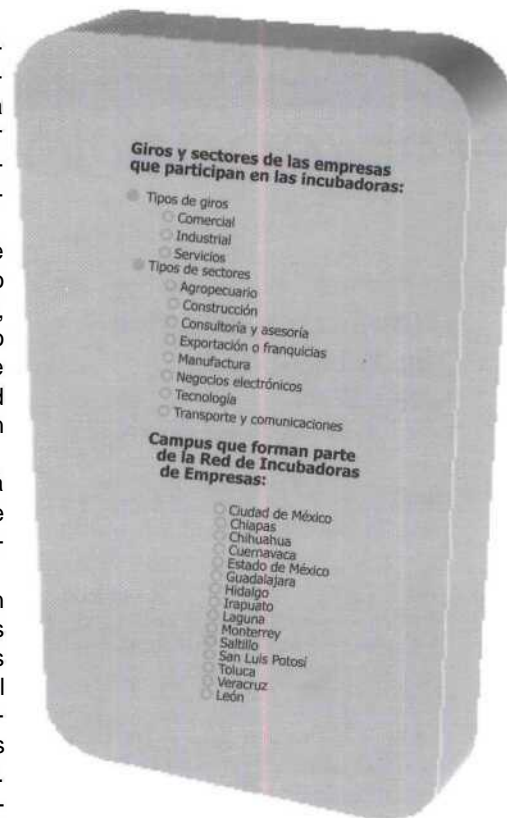 Giros y sectores de las empresas
que participan en las incubadoras:
Tipos de giros
Comercial
Industrial
Servicios
Tipos de sectores
Agropecuario
Construcción
Consultoría y asesoría
Exportación o franquicias
Manufactura
Negocios electrónicos
Tecnología
Transporte y comunicaciones
Campus que forman parte
de la Red de Incubadoras
de Empresas:
Ciudad de México
Chiapas
Chihuahua
Cuernavaca
Estado de México
Guadalajara
Hidalgo
Irapuato
Laguna
Monterrey
Saltillo
San Luis Potosí
Toluca
Veracruz
León